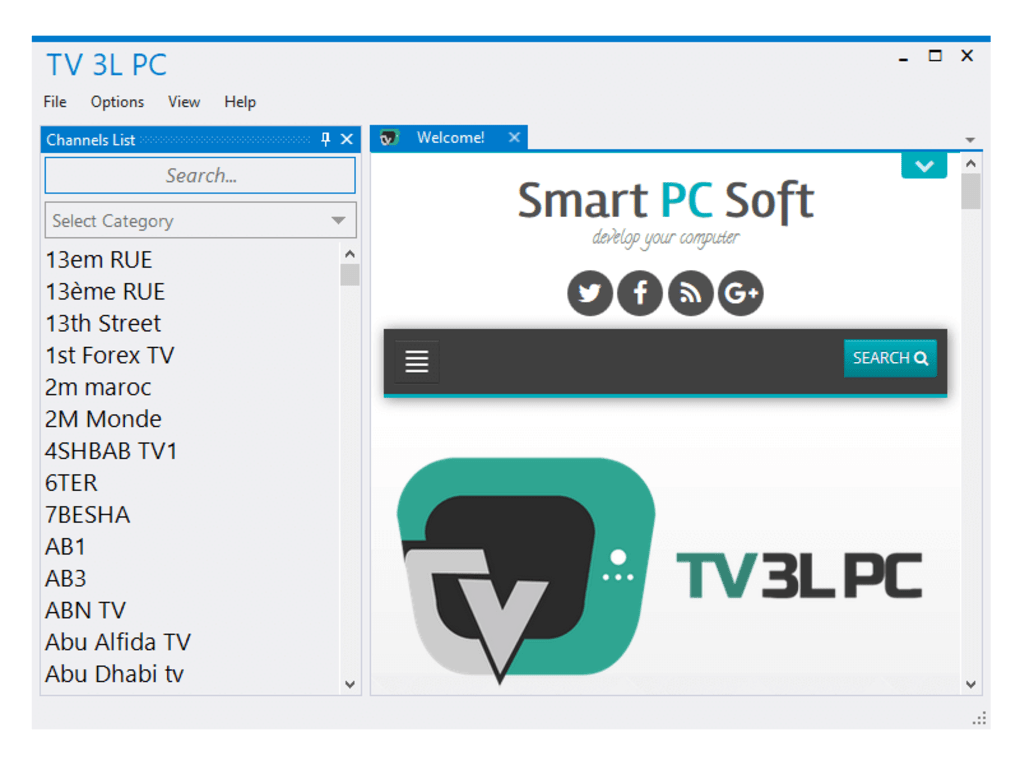 TV 3L PC
File Options View Help
Channels List
Search...
Select Category
13em RUE
13ème RUE
13th Street
1st Forex TV
2m maroc
2M Monde
4SHBAB TV1
6TER
7BESHA
AB1
AB3
ABN TV
Abu Alfida TV
Abu Dhabi tv
Welcome!
Smart PC Soft
develop your computer
G+
SEARCH
TV 3L PC